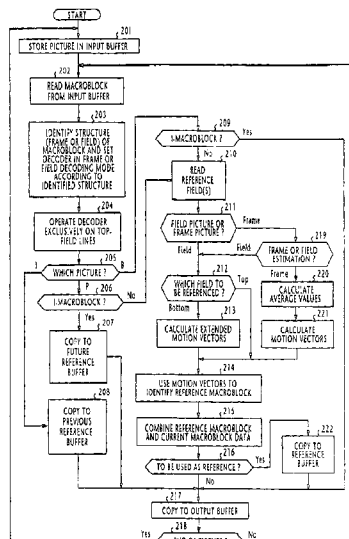 START
201
STORE PICTURE IN INPUT BUFFER
202
READ MACROBLOCK
FROM INPUT BUFFER
203
IDENTIFY STRUCTURE
(FRAME OR FIELD) OF
MACROBLOCK AND SET
DECODER IN FRAME OR
FIELD DECODING MODE
ACCORDING TO
IDENTIFIED STRUCTURE
204
OPERATE DECODER
EXCLUSIVELY ON TOP-
FIELD LINES
205
I
WHICH PICTURE ?
B
P
206
I-MACROBLOCK ?
No
Yes
207
COPY TO
FUTURE
REFERENCE
BUFFER
208
COPY TO
PREVIOUS
REFERENCE
BUFFER
209
I-MACROBLOCK ?
Yes
No
210
READ
REFERENCE
FIELD(S)
211
FIELD PICTURE OR
FRAME PICTURE ?
Frame
Field
Field
219
FRAME OR FIELD
ESTIMATION ?
Frame
220
CALCULATE
AVERAGE VALUES
221
CALCULATE
MOTION VECTORS
212
WHICH FIELD TO
BE REFERENCED ?
Top
Bottom
213
CALCULATE EXTENDED
MOTION VECTORS
214
USE MOTION VECTORS TO
IDENTIFY REFERENCE MACROBLOCK
215
COMBINE REFERENCE MACROBLOCK
AND CURRENT MACROBLOCK DATA
216
TO BE USED AS REFERENCE ?
Yes
No
222
COPY TO
REFERENCE
BUFFER
217
COPY TO OUTPUT BUFFER
218
Yes
No